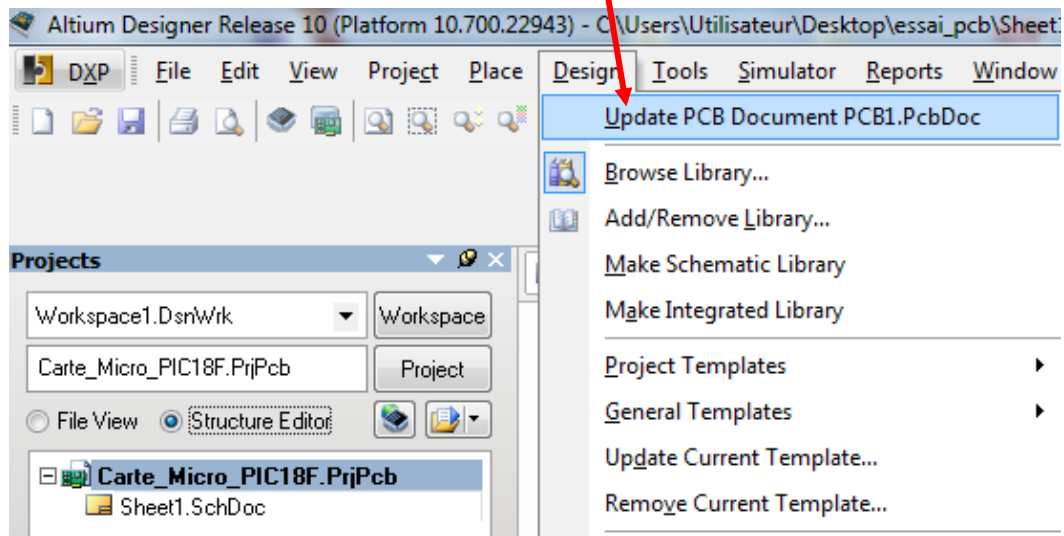 Altium Designer Release 10 (Platform 10.700.22943) - C:\Users\Utilisateur\Desktop\essai_pcb\Sheet1
DXP File Edit View Project Place Design Tools Simulator Reports Window
Update PCB Document PCB1.PcbDoc
Browse Library...
Add/Remove Library...
Make Schematic Library
Make Integrated Library
Project Templates
General Templates
Update Current Template...
Remove Current Template...
Projects
Workspace1.DsnWrk Workspace
Carte_Micro_PIC18F.PrjPcb Project
File View Structure Editor
Carte_Micro_PIC18F.PrjPcb
Sheet1.SchDoc